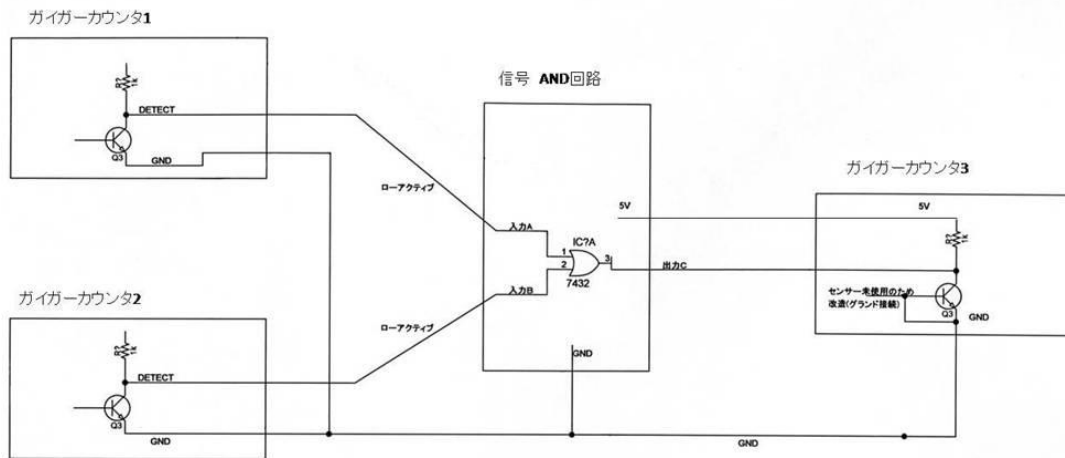 ガイガーカウンタ1
R?
1k
DETECT
Q3
GND
ローアクティブ
信号 AND回路
入力A
IC?A
1
2
3
7432
入力B
GND
5V
出力C
ガイガーカウンタ3
5V
R?
1k
センサー未使用のため
改造(グランド接続)
Q3
GND
ガイガーカウンタ2
R?
1k
DETECT
Q3
GND
ローアクティブ
GND